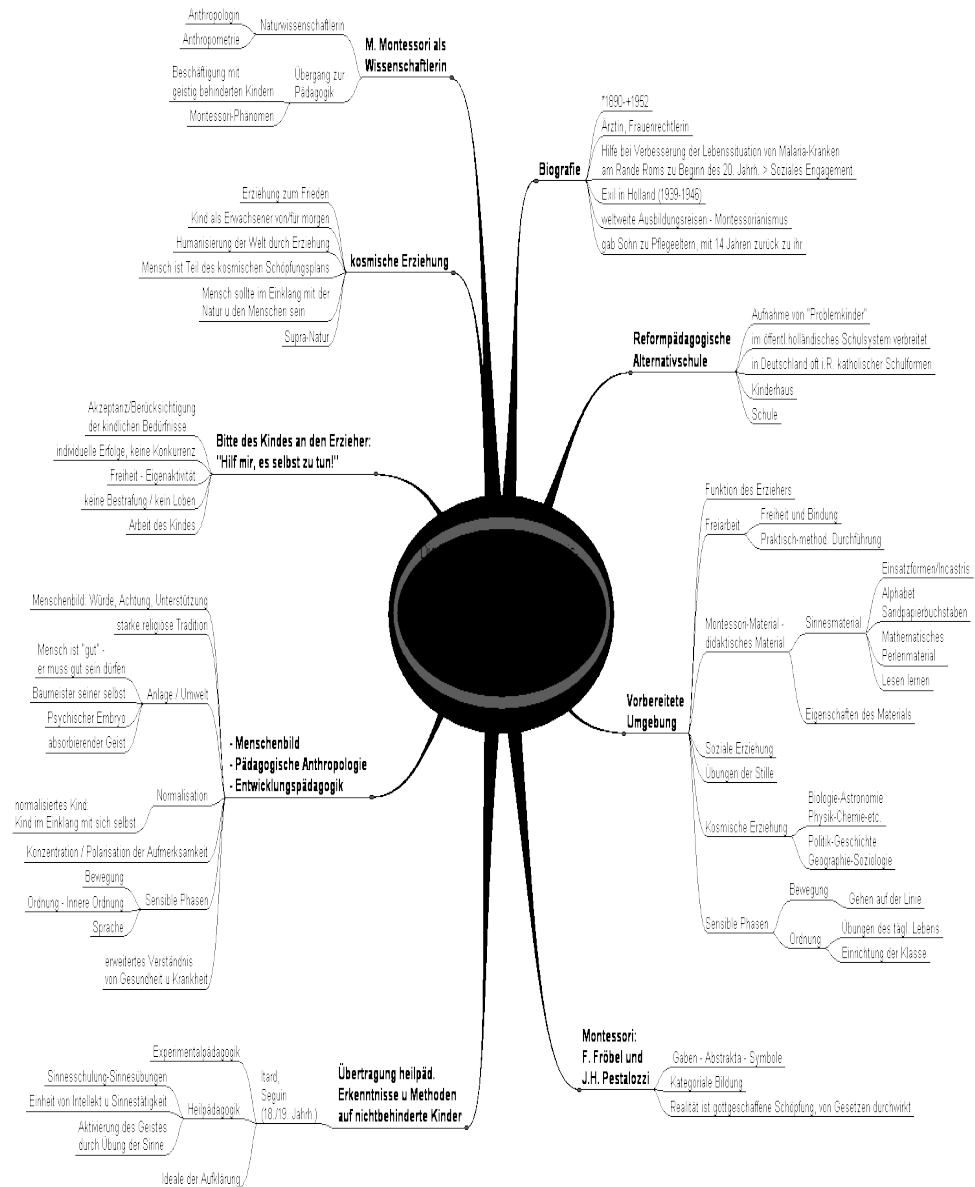 M. Montessori als
Wissenschaftlerin
Naturwissenschaftlerin
Anthropologin
Anthropometrie
Übergang zur
Pädagogik
Beschäftigung mit
geistig behinderten Kindern
Montessori-Phänomen
kosmische Erziehung
Erziehung zum Frieden
Kind als Erwachsener von/für morgen
Humanisierung der Welt durch Erziehung
Mensch ist Teil des kosmischen Schöpfungsplans
Mensch sollte im Einklang mit der
Natur u den Menschen sein
Supra-Natur
Bitte des Kindes an den Erzieher:
"Hilf mir, es selbst zu tun!"
Akzeptanz/Berücksichtigung
der kindlichen Bedürfnisse
individuelle Erfolge, keine Konkurrenz
Freiheit - Eigenaktivität
keine Bestrafung / kein Loben
Arbeit des Kindes
- Menschenbild
- Pädagogische Anthropologie
- Entwicklungspädagogik
Menschenbild: Würde, Achtung, Unterstützung
starke religiöse Tradition
Anlage / Umwelt
Mensch ist "gut" -
er muss gut sein dürfen
Baumeister seiner selbst
Psychischer Embryo
absorbierender Geist
Normalisation
normalisiertes Kind:
Kind im Einklang mit sich selbst
Konzentration / Polarisation der Aufmerksamkeit
Sensible Phasen
Bewegung
Ordnung - Innere Ordnung
Sprache
erweitertes Verständnis
von Gesundheit u Krankheit
Übertragung heilpäd.
Erkenntnisse u Methoden
auf nichtbehinderte Kinder
Itard,
Seguin
(18./19. Jahrh.)
Experimentalpädagogik
Heilpädagogik
Sinnesschulung-Sinnesübungen
Einheit von Intellekt u Sinnestätigkeit
Aktivierung des Geistes
durch Übung der Sinne
Ideale der Aufklärung
Biografie
*1890-+1952
Ärztin, Frauenrechtlerin
Hilfe bei Verbesserung der Lebenssituation von Malaria-Kranken
am Rande Roms zu Beginn des 20. Jahrh. > Soziales Engagement
Exil in Holland (1939-1946)
weltweite Ausbildungsreisen - Montessorianismus
gab Sohn zu Pflegeeltern, mit 14 Jahren zurück zu ihr
Reformpädagogische
Alternativschule
Aufnahme von "Problemkinder"
im öffentl.holländisches Schulsystem verbreitet
in Deutschland oft i.R. katholischer Schulformen
Kinderhaus
Schule
Vorbereitete
Umgebung
Funktion des Erziehers
Freiarbeit
Freiheit und Bindung
Praktisch-method. Durchführung
Montessori-Material -
didaktisches Material
Sinnesmaterial
Einsatzformen/Incastris
Alphabet
Sandpapierbuchstaben
Mathematisches
Perlenmaterial
Lesen lernen
Eigenschaften des Materials
Soziale Erziehung
Übungen der Stille
Kosmische Erziehung
Biologie-Astronomie
Physik-Chemie-etc.
Politik-Geschichte
Geographie-Soziologie
Sensible Phasen
Bewegung
Gehen auf der Linie
Ordnung
Übungen des tägl. Lebens
Einrichtung der Klasse
Montessori:
F. Fröbel und
J.H. Pestalozzi
Gaben - Abstrakta - Symbole
Kategoriale Bildung
Realität ist gottgeschaffene Schöpfung, von Gesetzen durchwirkt